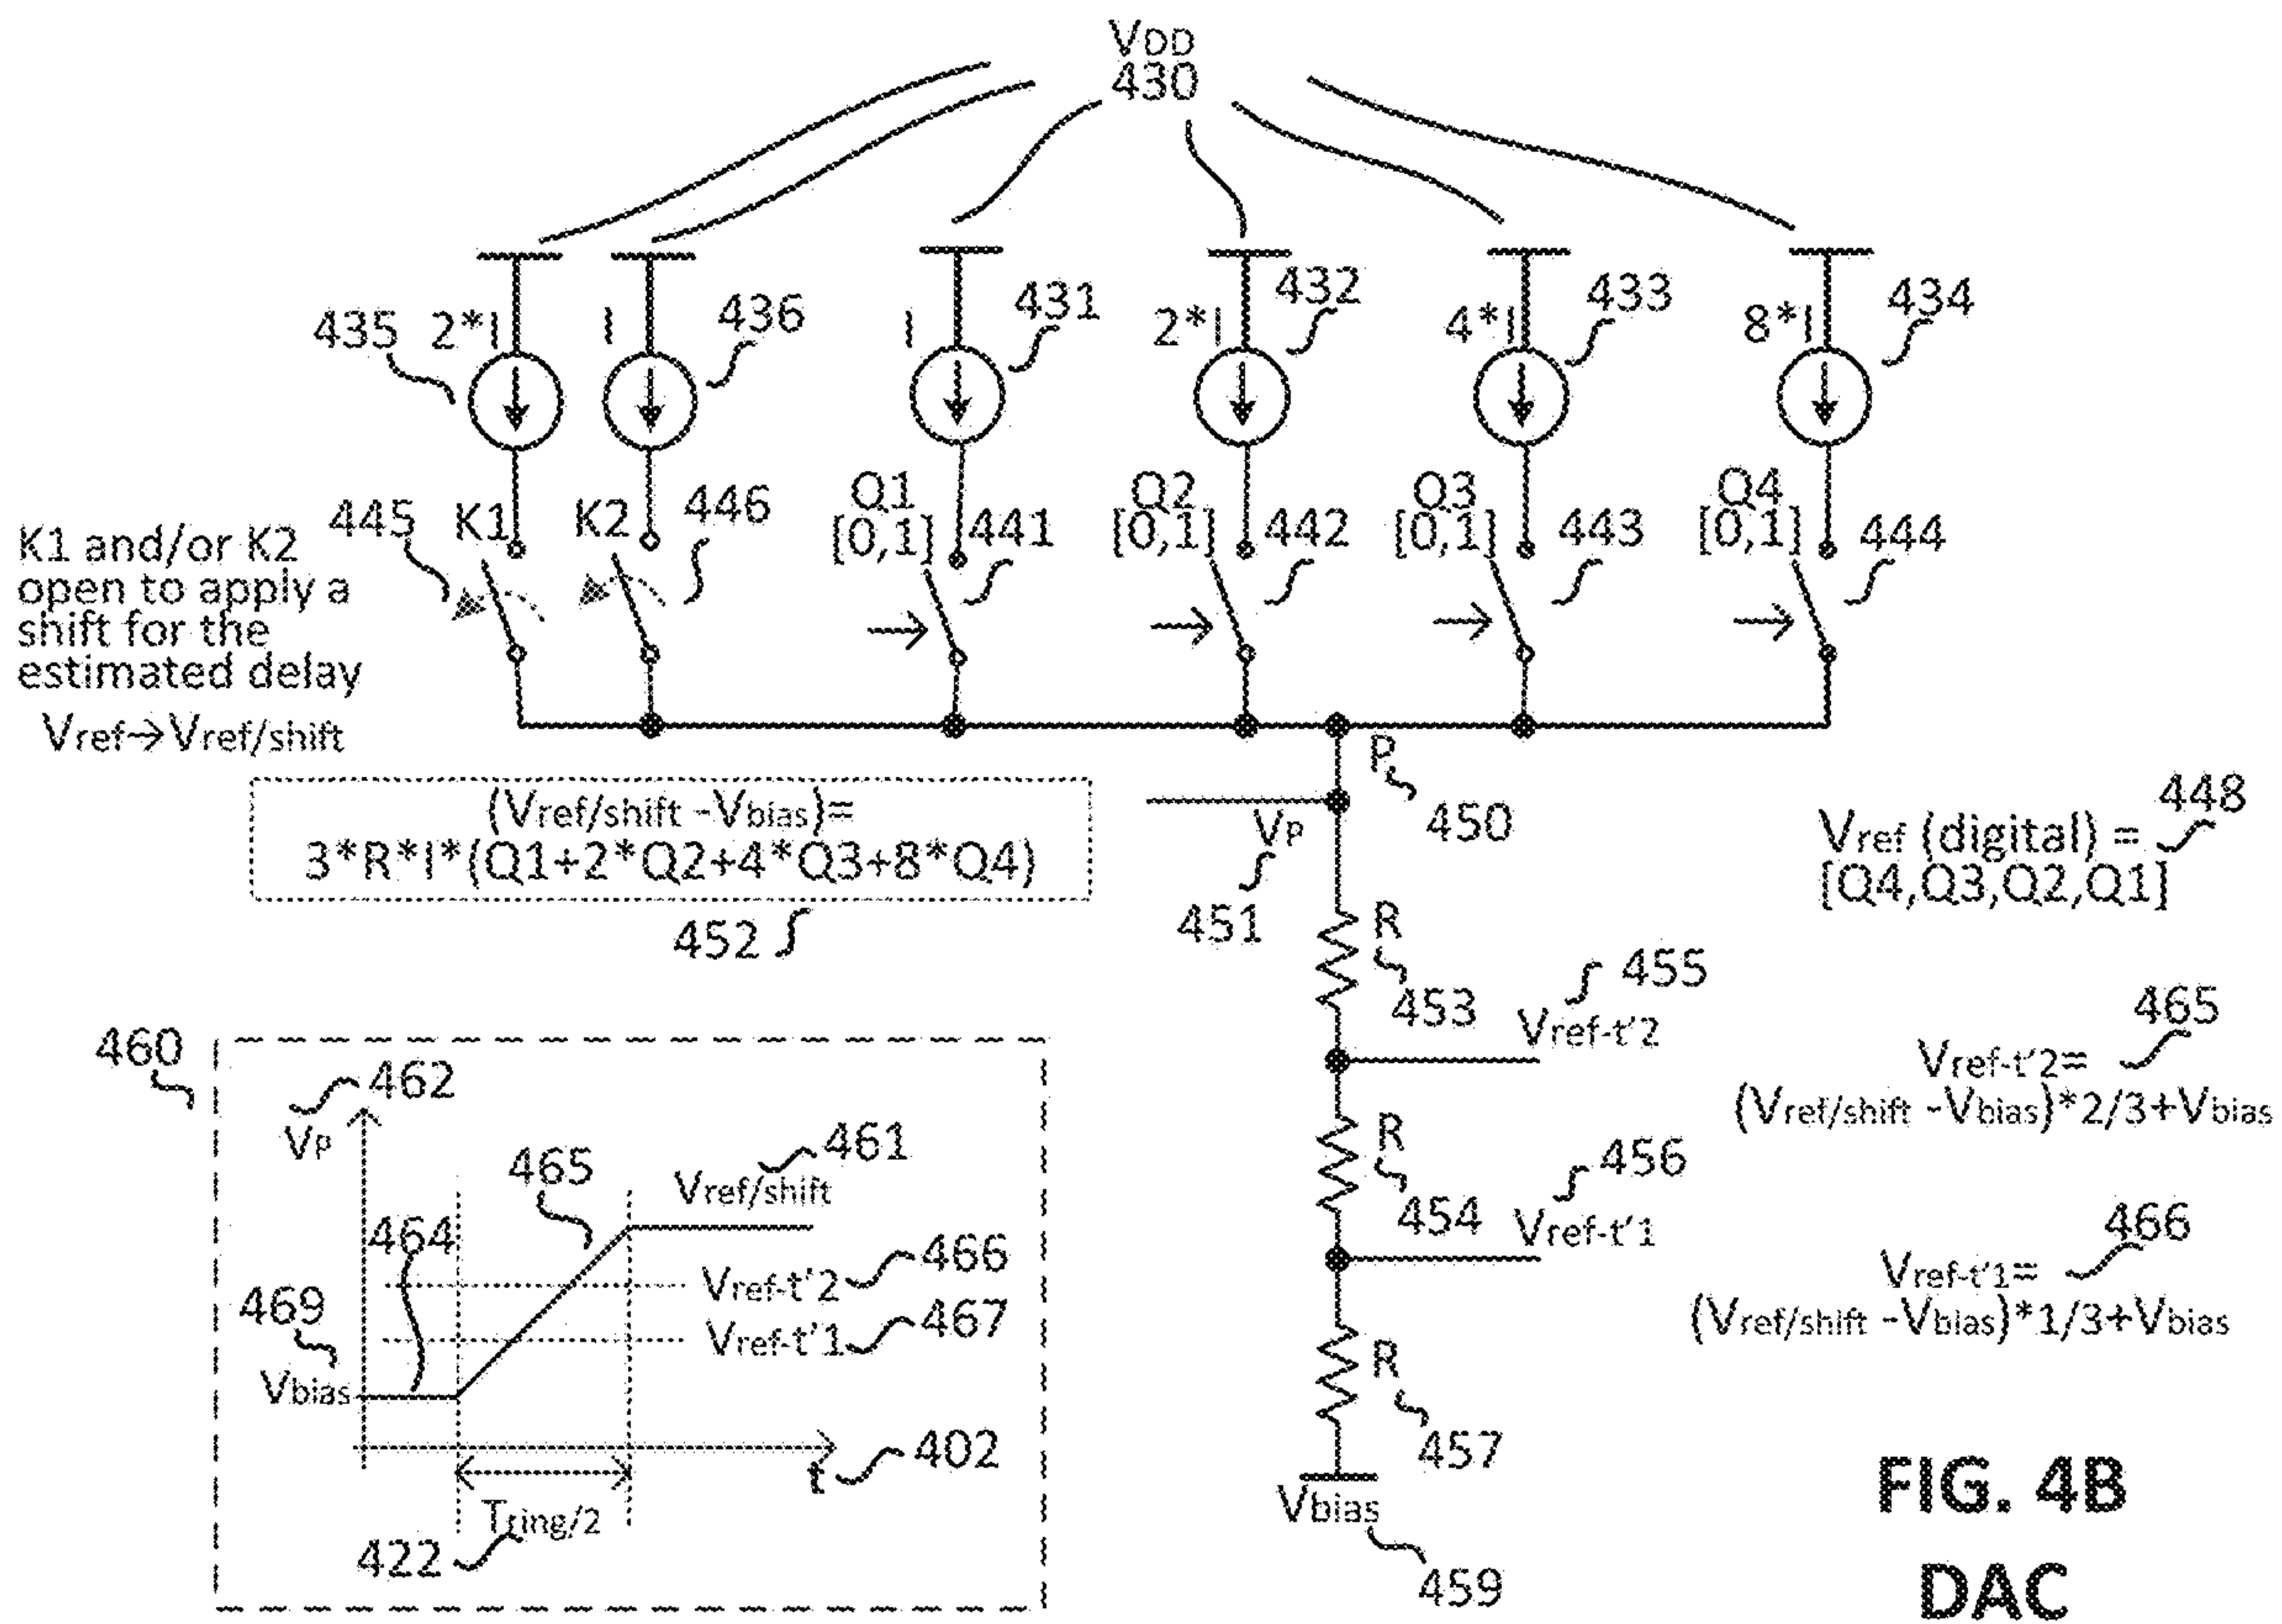 VDD
430
435
2*I
I
436
I
431
2*I
432
4*I
433
8*I
434
K1 and/or K2
open to apply a
shift for the
estimated delay
Vref→Vref/shift
445
K1
K2
446
Q1
[0,1]
441
Q2
[0,1]
442
Q3
[0,1]
443
Q4
[0,1]
444
(Vref/shift -Vbias)=
3*R*I*(Q1+2*Q2+4*Q3+8*Q4)
452
P
450
VP
451
Vref (digital) =
[Q4,Q3,Q2,Q1]
448
R
453
455
Vref-t'2
R
454
456
Vref-t'1
R
457
Vbias
459
465
Vref-t'2=
(Vref/shift -Vbias)*2/3+Vbias
466
Vref-t'1=
(Vref/shift -Vbias)*1/3+Vbias
460
462
VP
465
461
Vref/shift
464
Vref-t'2
466
469
Vref-t'1
467
Vbias
t
402
Tring/2
422
FIG. 4B
DAC